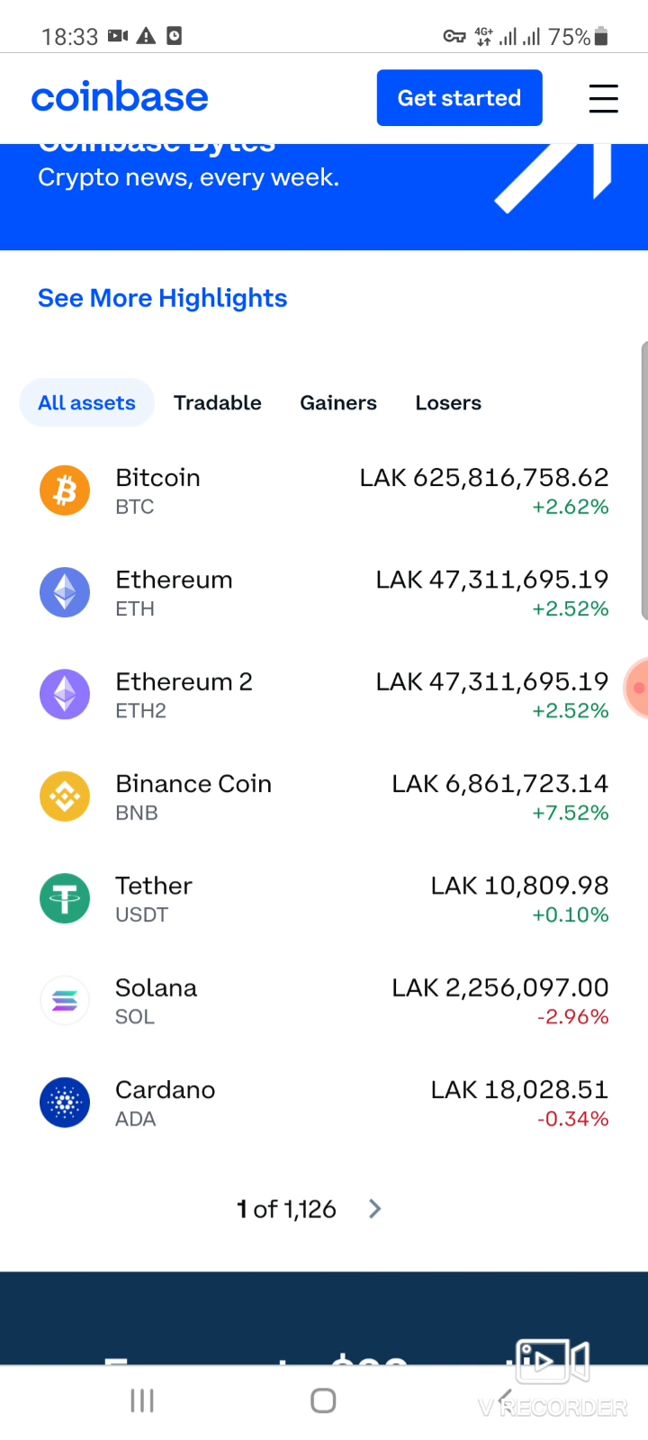 18:33 4G+ 75%
coinbase Get started
Coinbase Bytes
Crypto news, every week.
See More Highlights
All assets Tradable Gainers Losers
Bitcoin LAK 625,816,758.62
BTC +2.62%
Ethereum LAK 47,311,695.19
ETH +2.52%
Ethereum 2 LAK 47,311,695.19
ETH2 +2.52%
Binance Coin LAK 6,861,723.14
BNB +7.52%
Tether LAK 10,809.98
USDT +0.10%
Solana LAK 2,256,097.00
SOL -2.96%
Cardano LAK 18,028.51
ADA -0.34%
1 of 1,126
V RECORDER